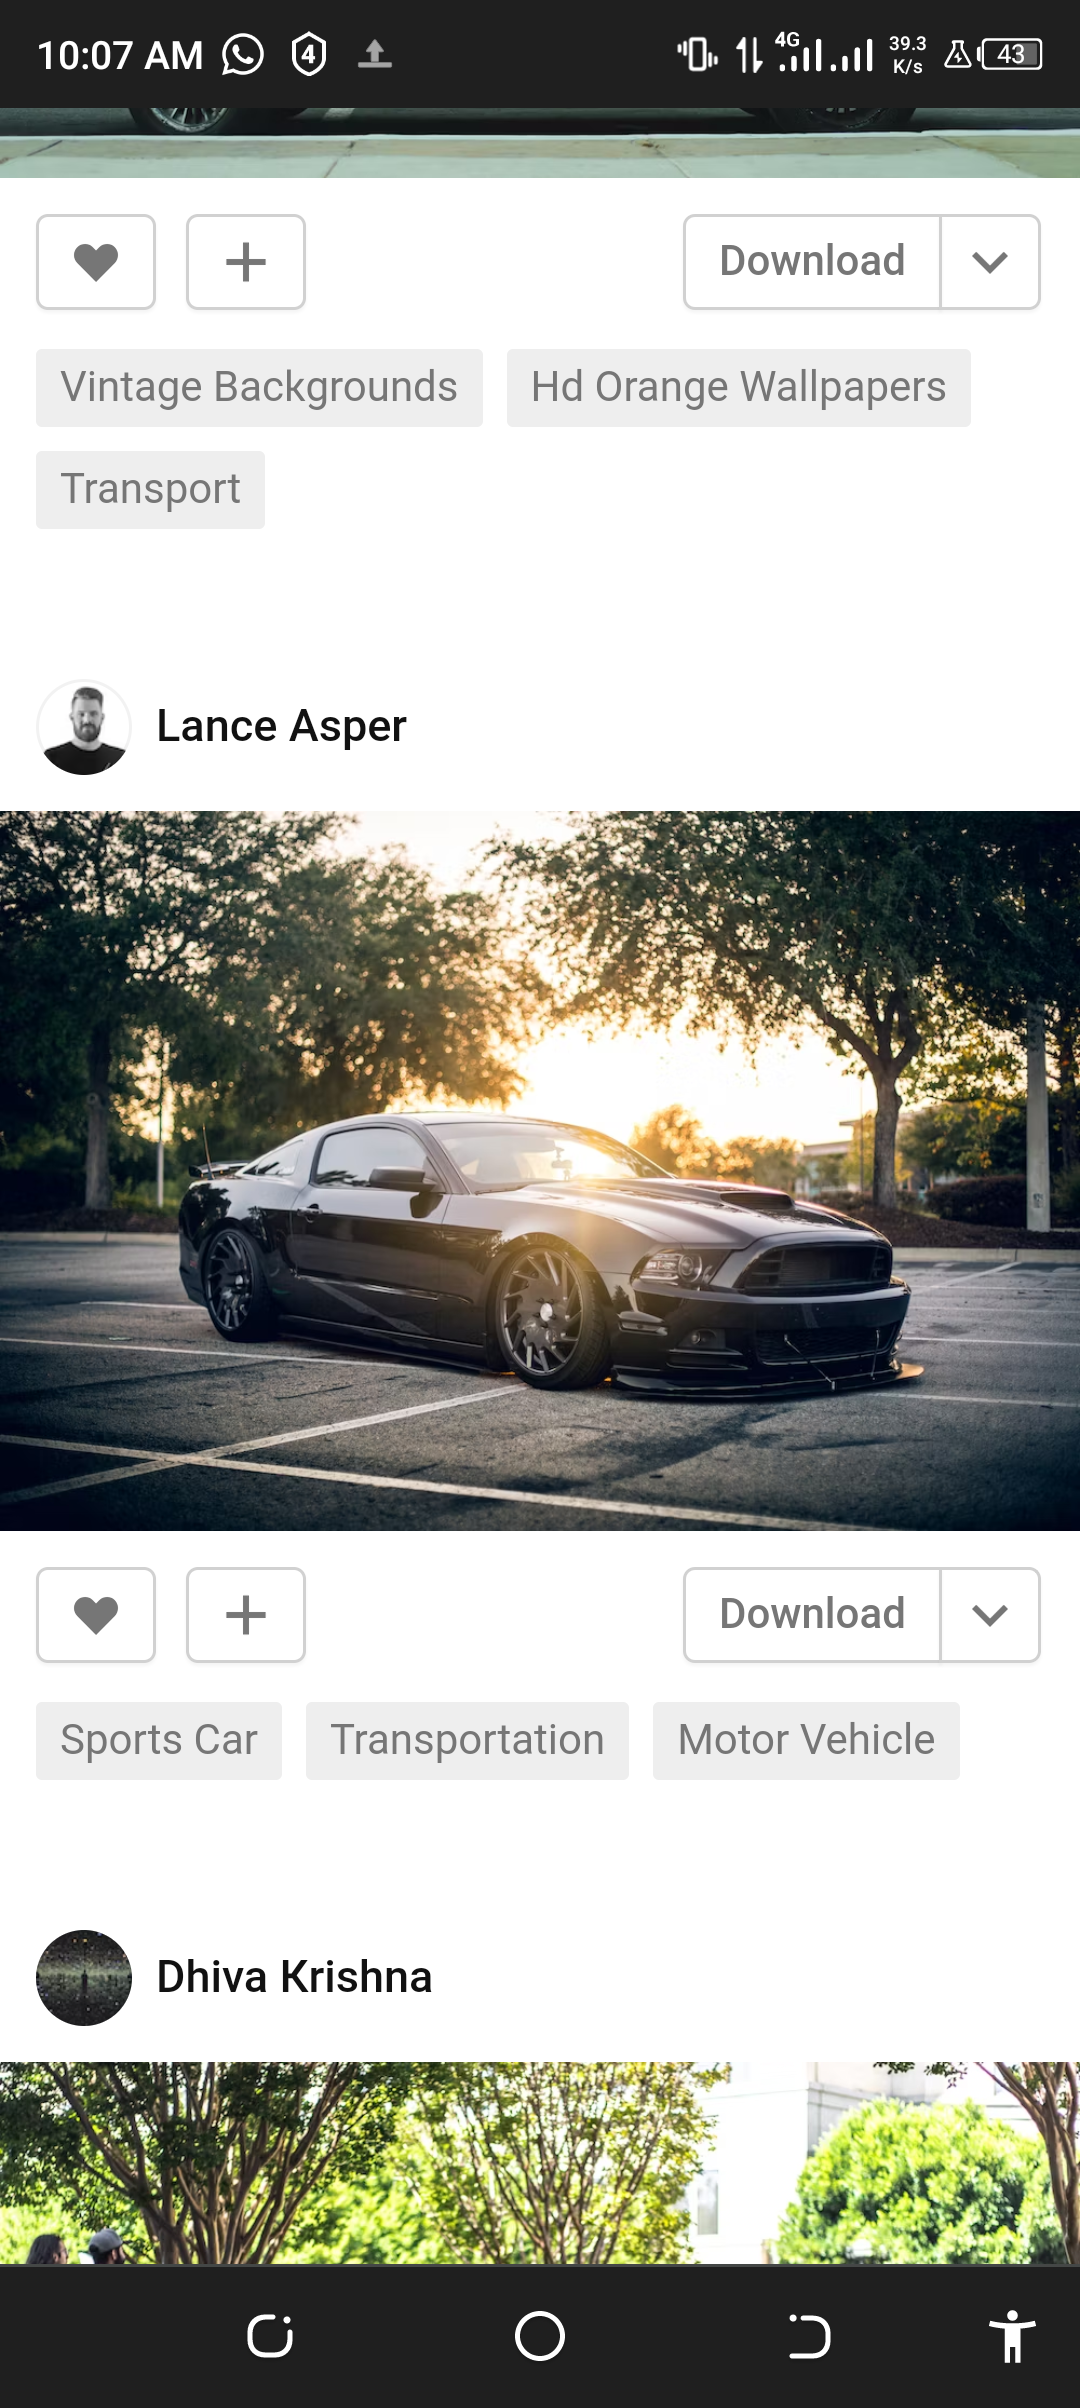 10:07 AM 4 4G 39.3 K/s 43
Download
Vintage Backgrounds Hd Orange Wallpapers
Transport
Lance Asper
Download
Sports Car Transportation Motor Vehicle
Dhiva Krishna